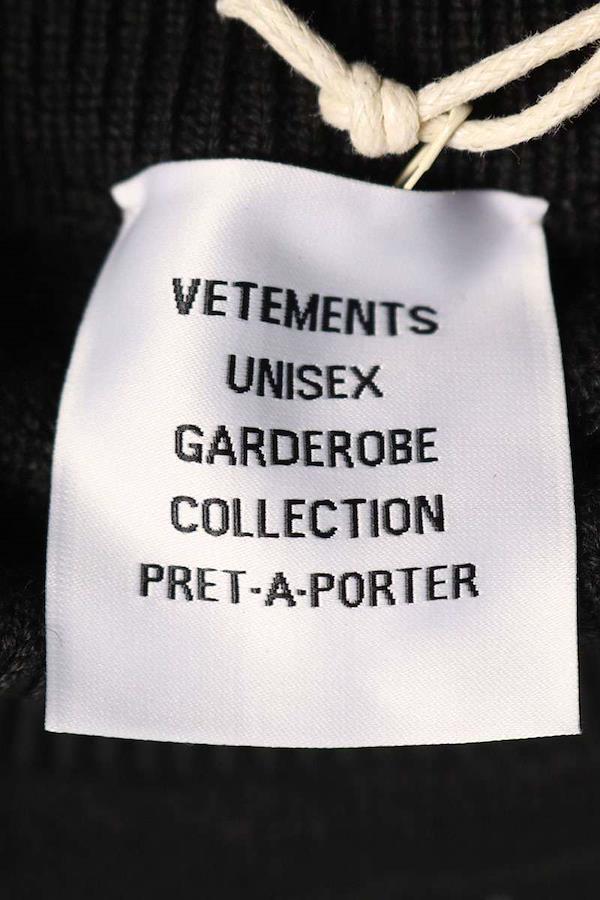 VETEMENTS
UNISEX
GARDEROBE
COLLECTION
PRET-A-PORTER